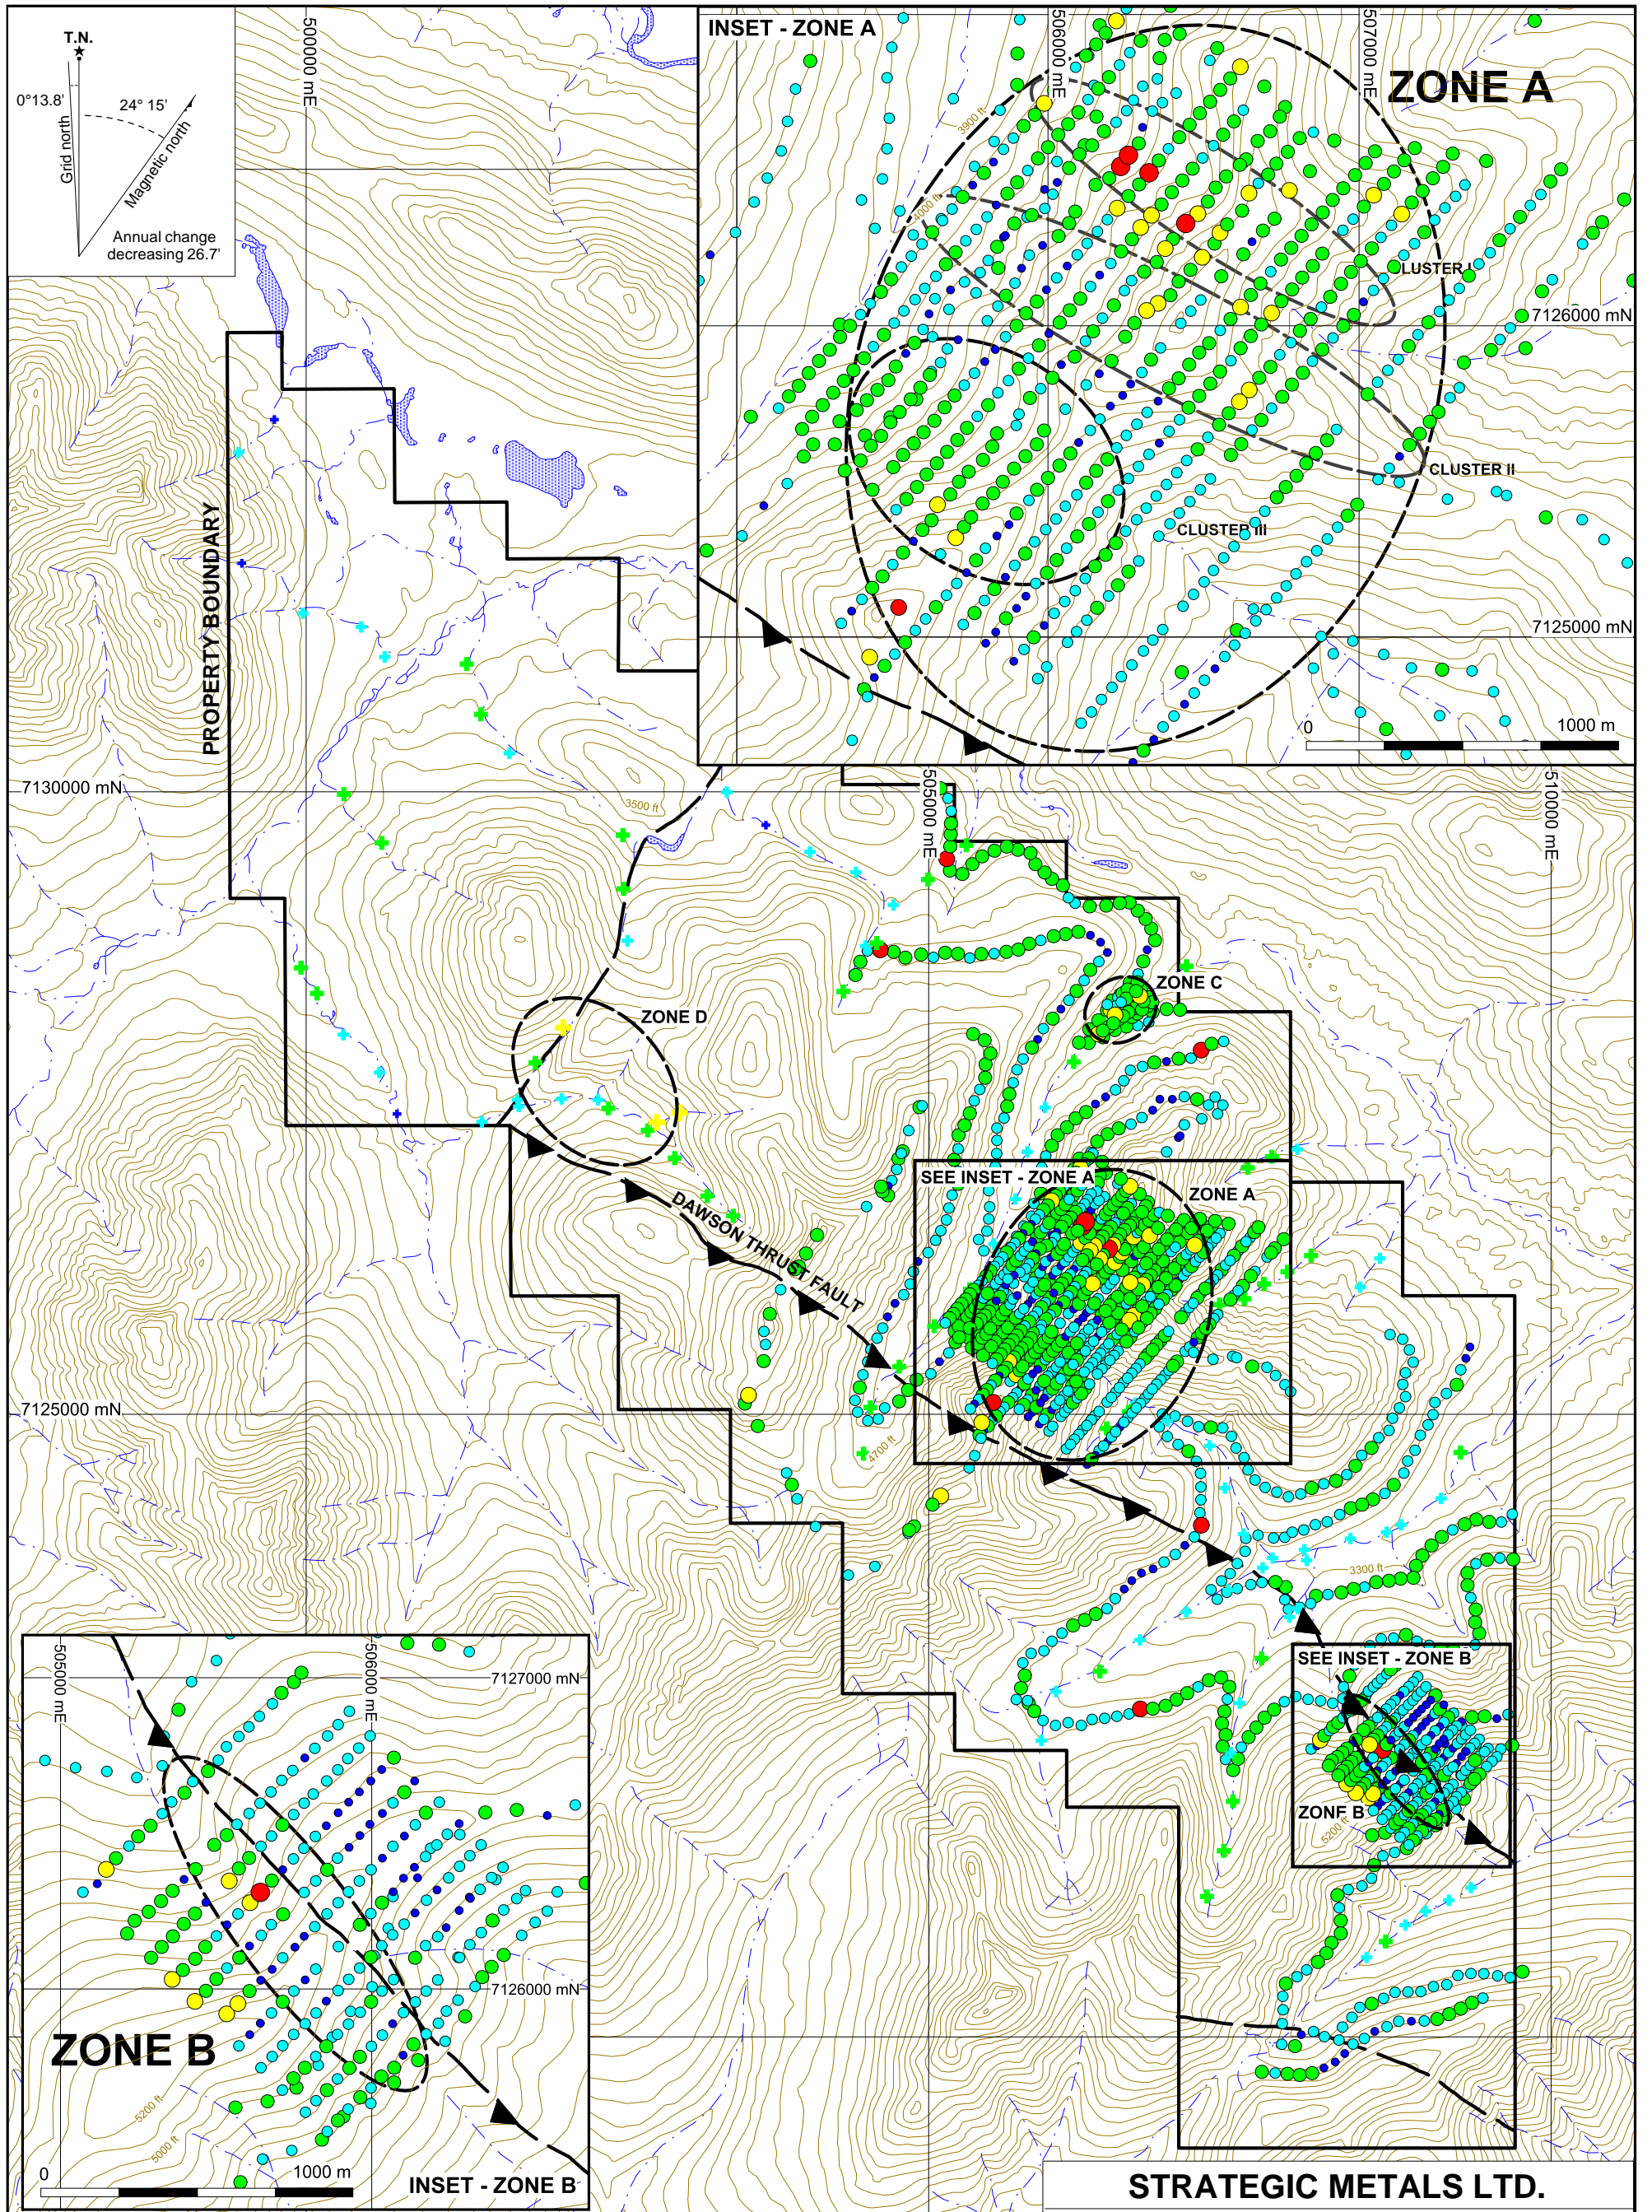 T.N.
0°13.8'
24° 15'
Grid north
Magnetic north
Annual change
decreasing 26.7'
500000 mE
INSET - ZONE A
506000 mE
507000 mE
ZONE A
3900 ft
4000 ft
CLUSTER I
7126000 mN
CLUSTER II
CLUSTER III
7125000 mN
0
1000 m
PROPERTY BOUNDARY
7130000 mN
3500 ft
505000 mE
510000 mE
ZONE C
ZONE D
SEE INSET - ZONE A
ZONE A
DAWSON THRUST FAULT
7125000 mN
4700 ft
3300 ft
SEE INSET - ZONE B
ZONE B
5200 ft
505000 mE
506000 mE
7127000 mN
7126000 mN
ZONE B
5200 ft
5000 ft
0
1000 m
INSET - ZONE B
STRATEGIC METALS LTD.